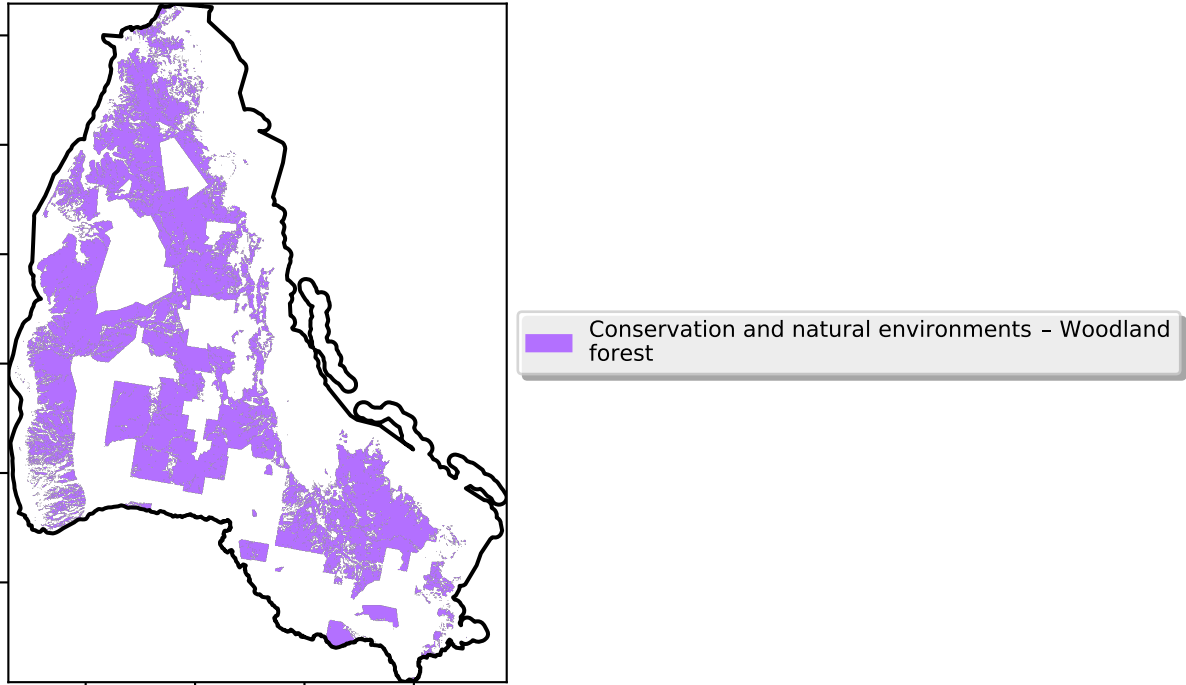 Conservation and natural environments – Woodland
forest